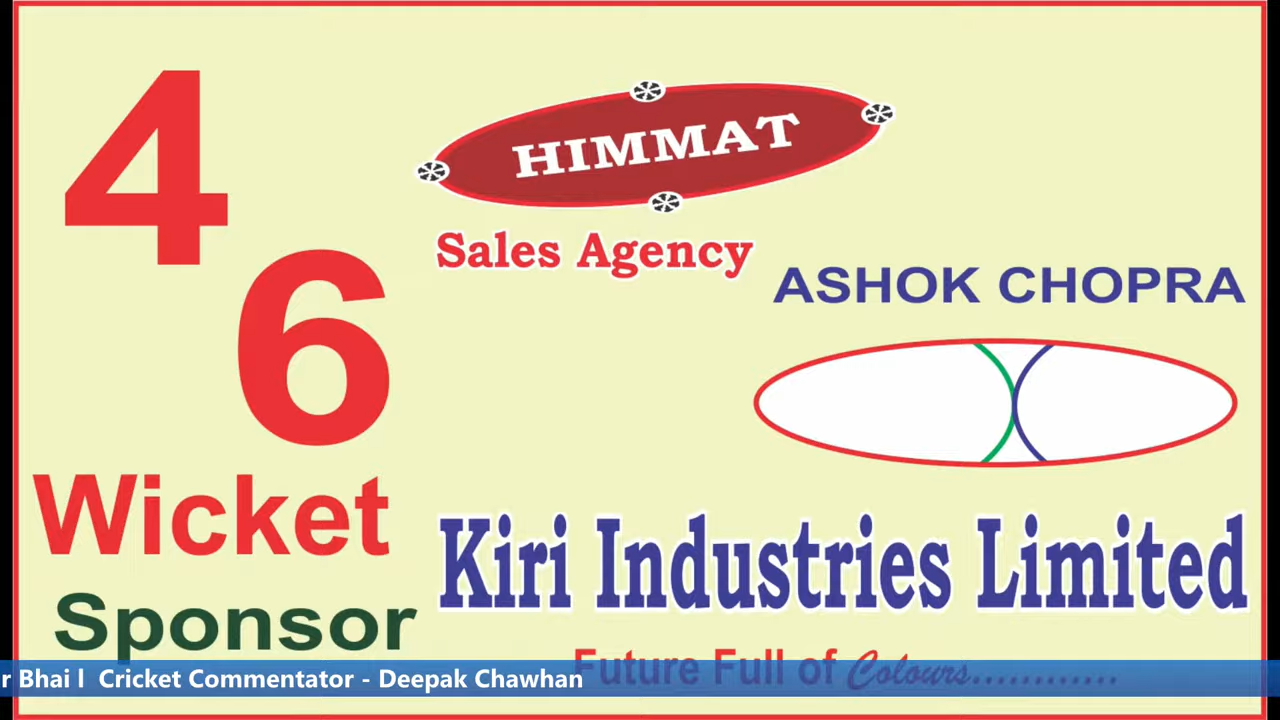 4
6
Wicket
Sponsor
HIMMAT
Sales Agency
ASHOK CHOPRA
Kiri Industries Limited
Future Full of Colours............
r Bhai l Cricket Commentator - Deepak Chawhan